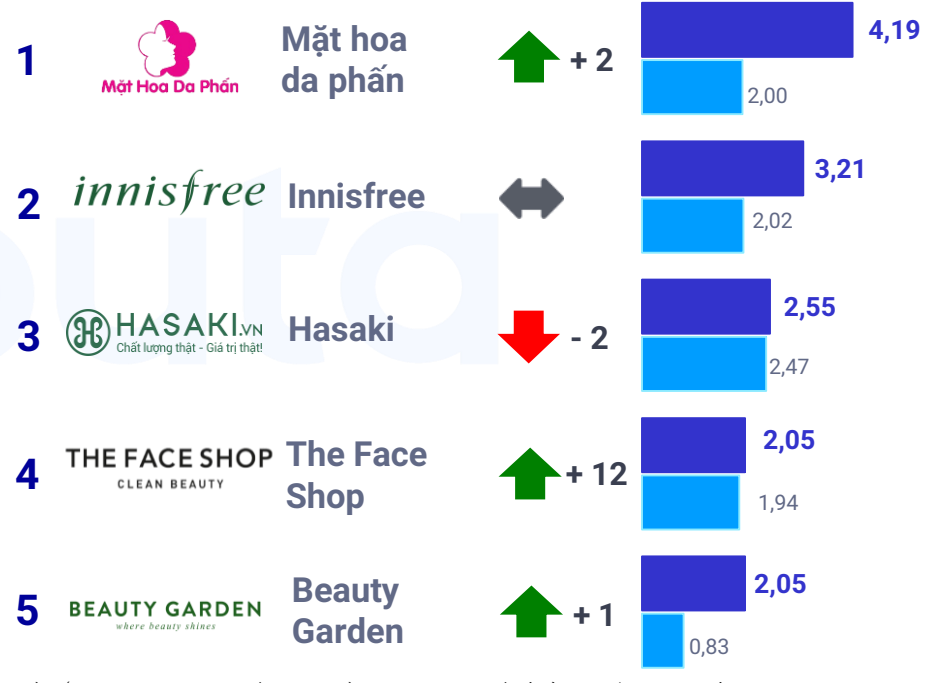 1
Mặt Hoa Da Phấn
Mặt hoa
da phấn
+ 2
4,19
2,00
2
innisfree
Innisfree
3,21
2,02
3
HASAKI.VN
Chất lượng thật - Giá trị thật!
Hasaki
- 2
2,55
2,47
4
THE FACE SHOP
CLEAN BEAUTY
The Face
Shop
+ 12
2,05
1,94
5
BEAUTY GARDEN
where beauty shines
Beauty
Garden
+ 1
2,05
0,83